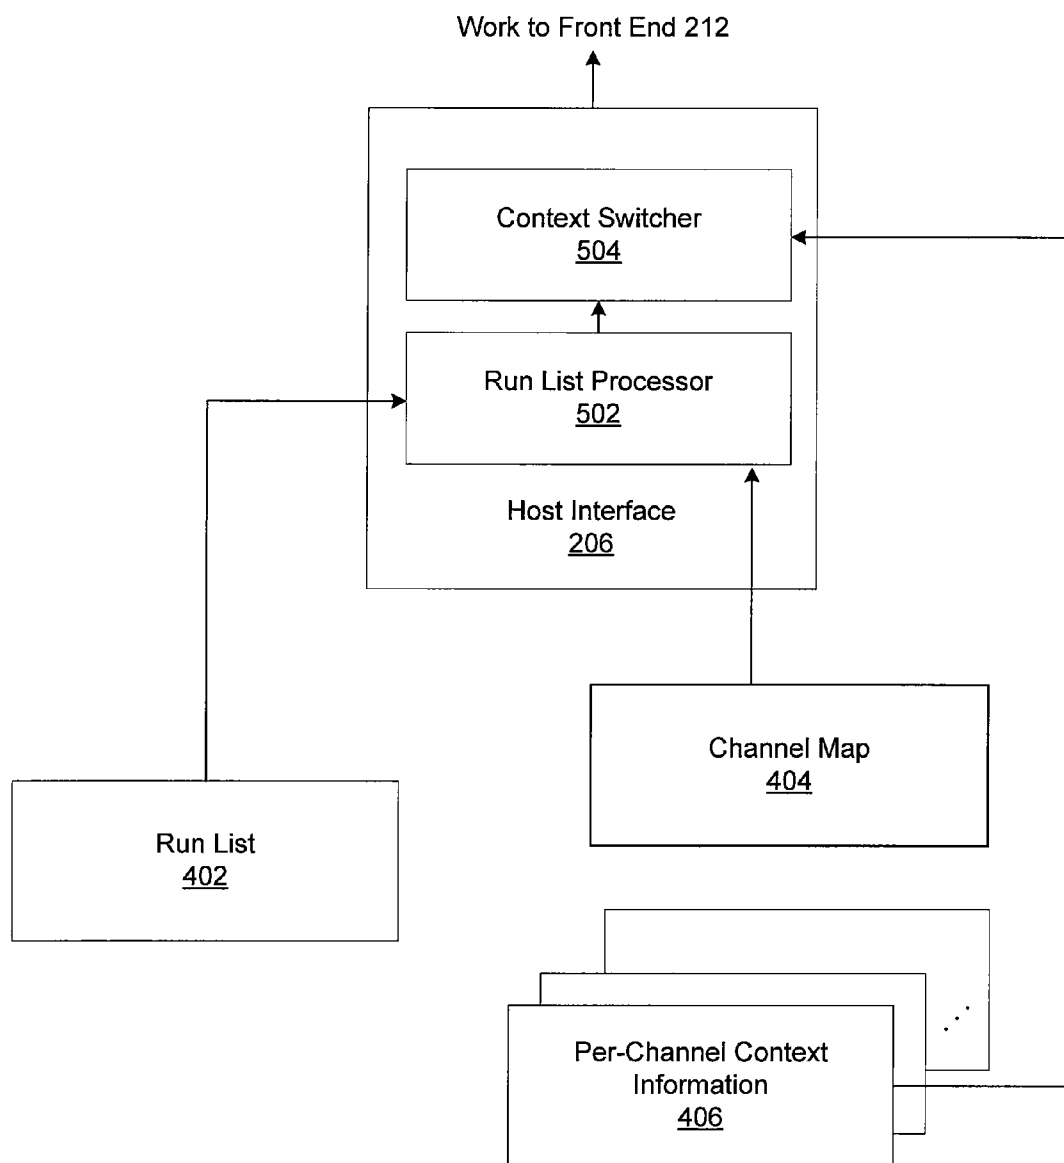 Work to Front End 212
Context Switcher
504
Run List Processor
502
Host Interface
206
Channel Map
404
Run List
402
Per-Channel Context
Information
406